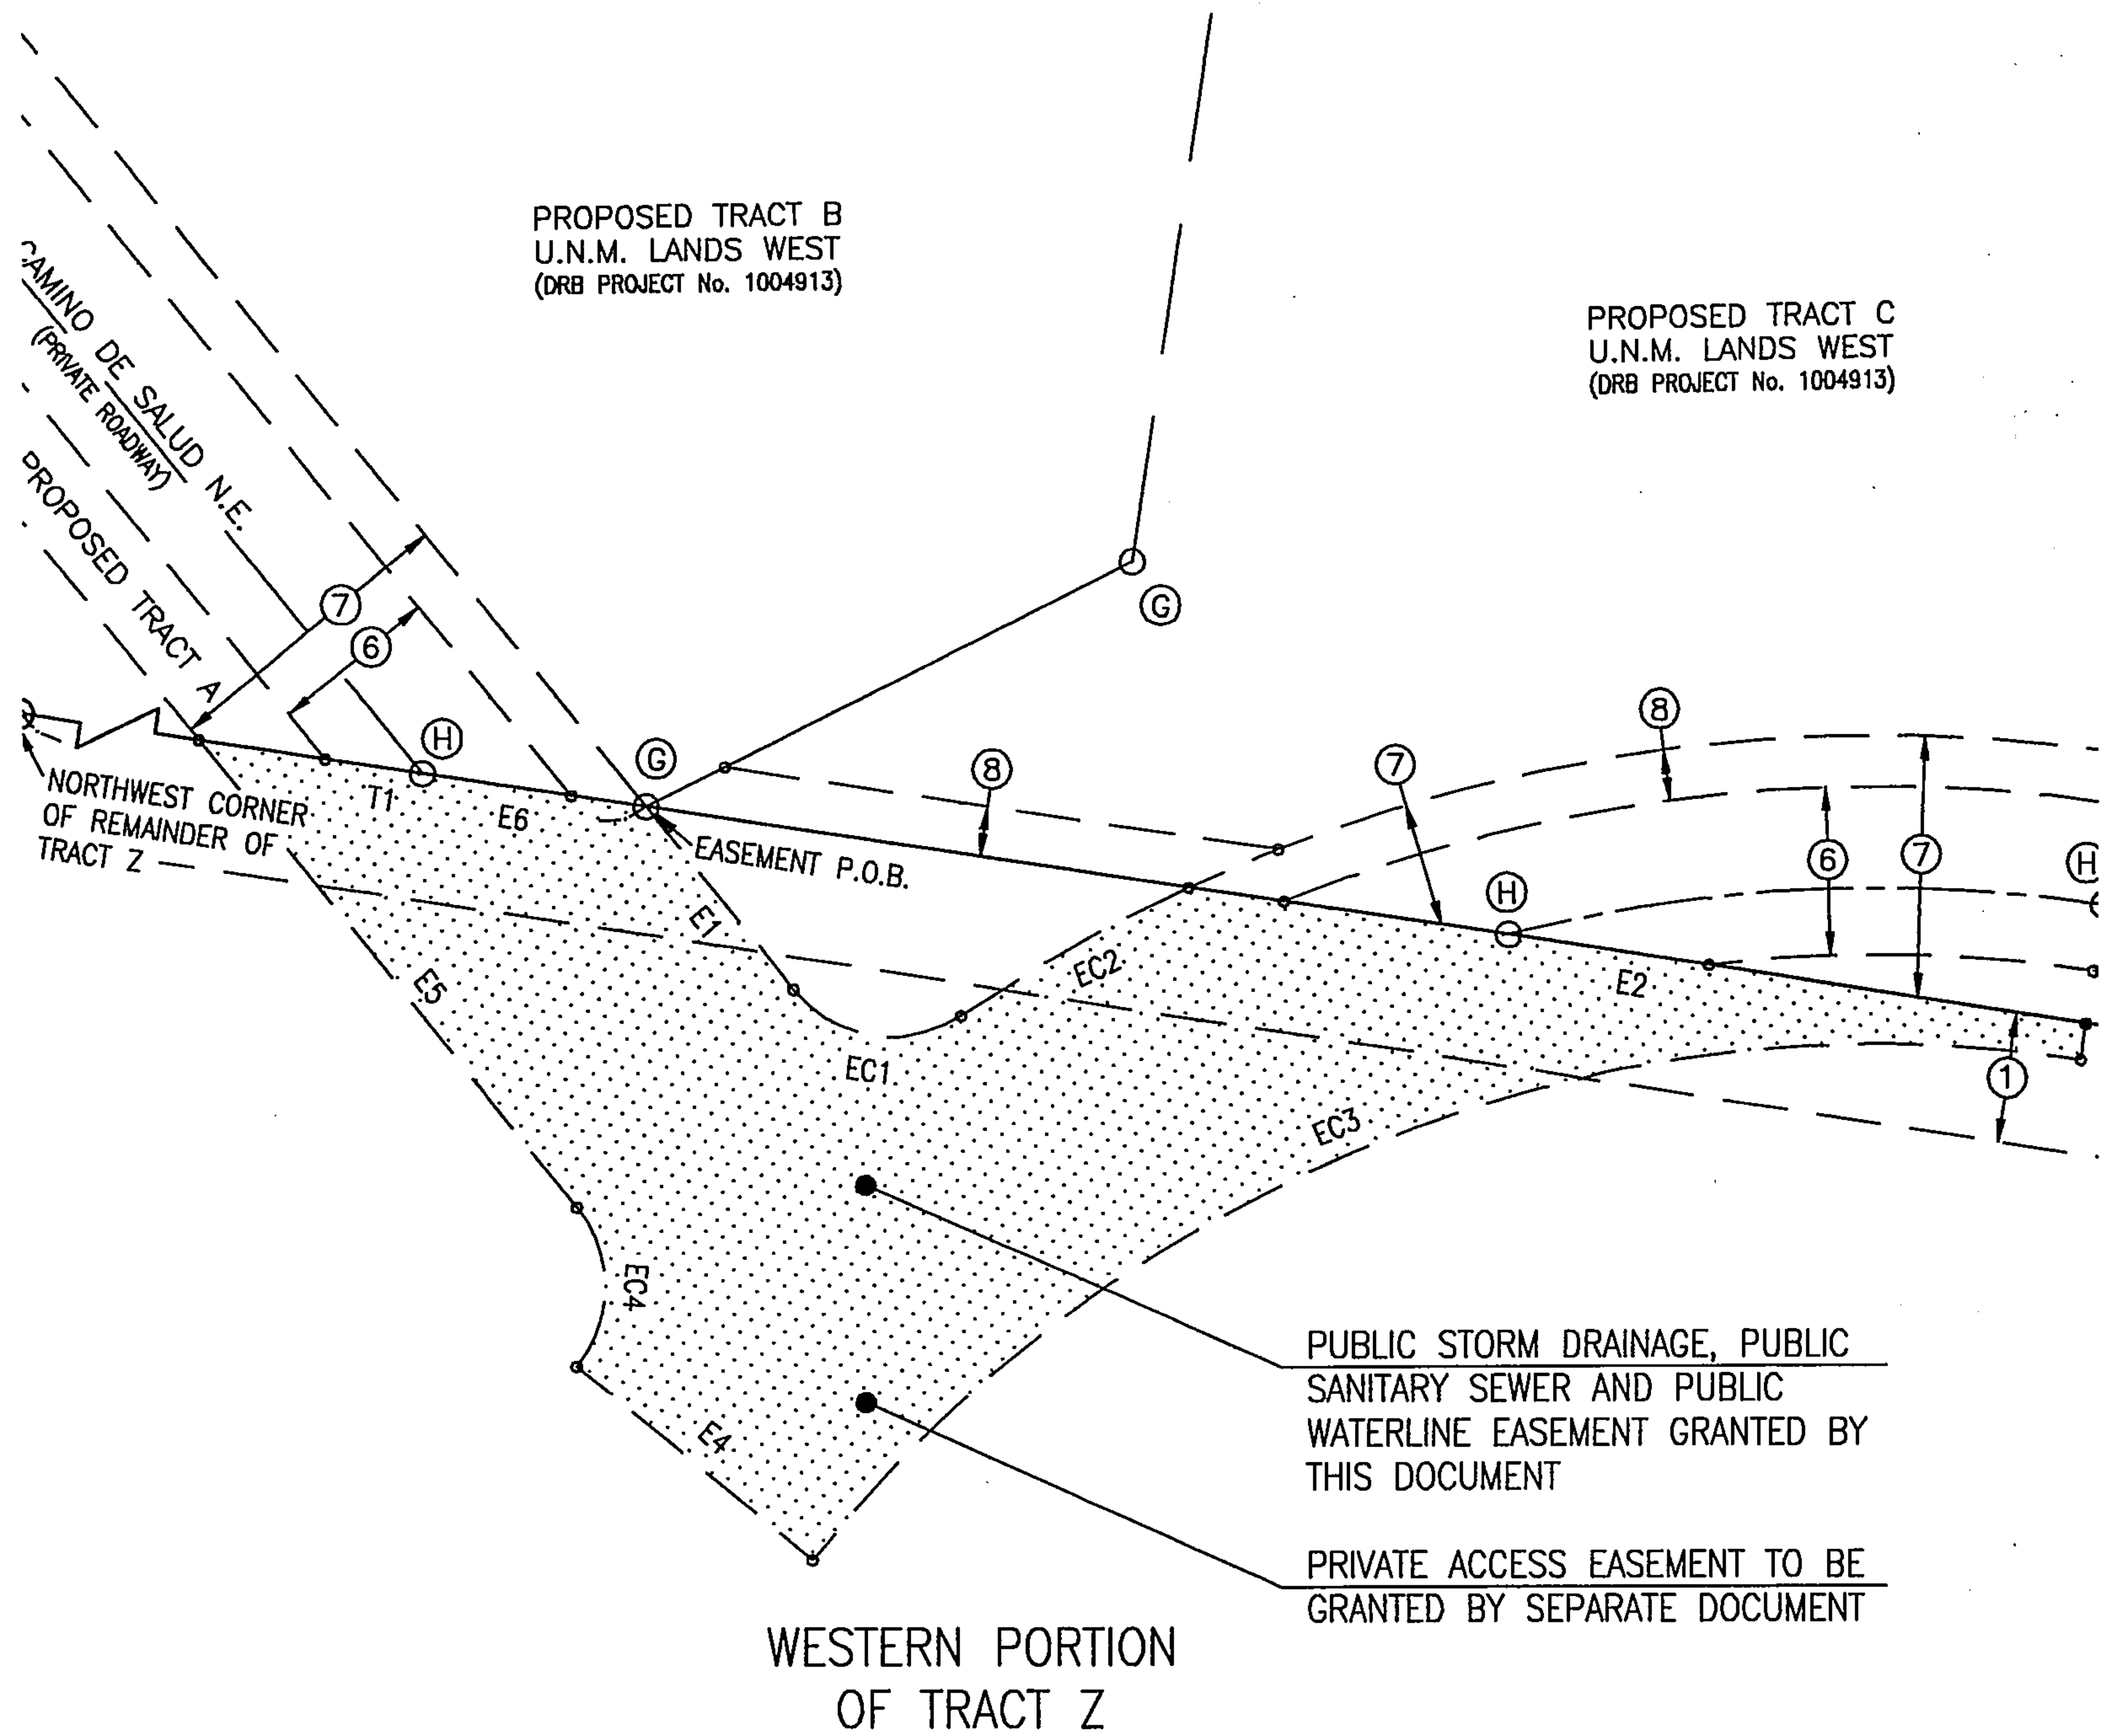 PROPOSED TRACT B
U.N.M. LANDS WEST
(DRB PROJECT No. 1004913)
PROPOSED TRACT C
U.N.M. LANDS WEST
(DRB PROJECT No. 1004913)
CAMINO DE SALUD N.E.
(PRIVATE ROADWAY)
PROPOSED TRACT A
7
6
H
G
G
8
7
8
6
7
H
H
1
NORTHWEST CORNER
OF REMAINDER OF
TRACT Z
T1
E6
EASEMENT P.O.B.
E1
E5
EC2
E2
EC1
EC3
EC4
E4
PUBLIC STORM DRAINAGE, PUBLIC
SANITARY SEWER AND PUBLIC
WATERLINE EASEMENT GRANTED BY
THIS DOCUMENT
PRIVATE ACCESS EASEMENT TO BE
GRANTED BY SEPARATE DOCUMENT
WESTERN PORTION
OF TRACT Z